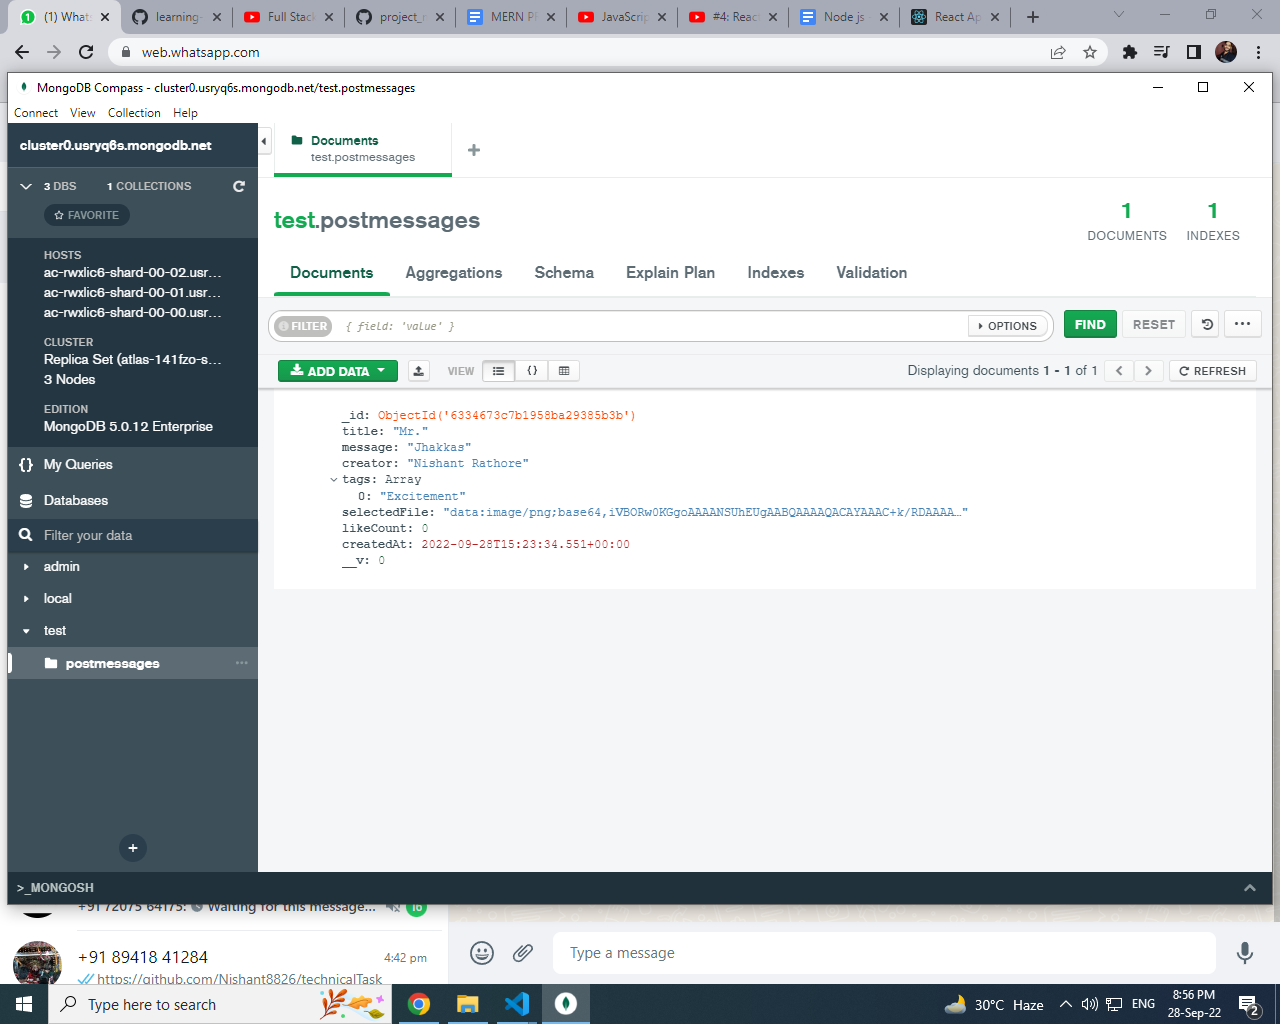 (1) Whats
learning-
Full Stack
project_m
MERN PR
JavaScrip
#4: Reac
Node js
React Ap
web.whatsapp.com
MongoDB Compass - cluster0.usryq6s.mongodb.net/test.postmessages
Connect View Collection Help
cluster0.usryq6s.mongodb.net
3 DBS 1 COLLECTIONS
FAVORITE
HOSTS
ac-rwxlic6-shard-00-02.usr...
ac-rwxlic6-shard-00-01.usr...
ac-rwxlic6-shard-00-00.usr...
CLUSTER
Replica Set (atlas-141fzo-s...
3 Nodes
EDITION
MongoDB 5.0.12 Enterprise
{} My Queries
Databases
Filter your data
admin
local
test
postmessages
Documents
test.postmessages
test.postmessages
1 DOCUMENTS
1 INDEXES
Documents Aggregations Schema Explain Plan Indexes Validation
FILTER { field: 'value' } OPTIONS FIND RESET
ADD DATA VIEW {} Displaying documents 1 - 1 of 1 REFRESH
_id: ObjectId('6334673c7b1958ba29385b3b')
title: "Mr."
message: "Jhakkas"
creator: "Nishant Rathore"
tags: Array
0: "Excitement"
selectedFile: "data:image/png;base64,iVBORw0KGgoAAAANSUhEUgAABQAAAAQACAYAAAC+k/RDAAAA…"
likeCount: 0
createdAt: 2022-09-28T15:23:34.551+00:00
__v: 0
>_MONGOSH
+91 72075 64175: Waiting for this message... 16
+91 89418 41284 4:42 pm
https://github.com/Nishant8826/technicalTask
Type a message
Type here to search
30°C Haze
ENG
8:56 PM
28-Sep-22
2